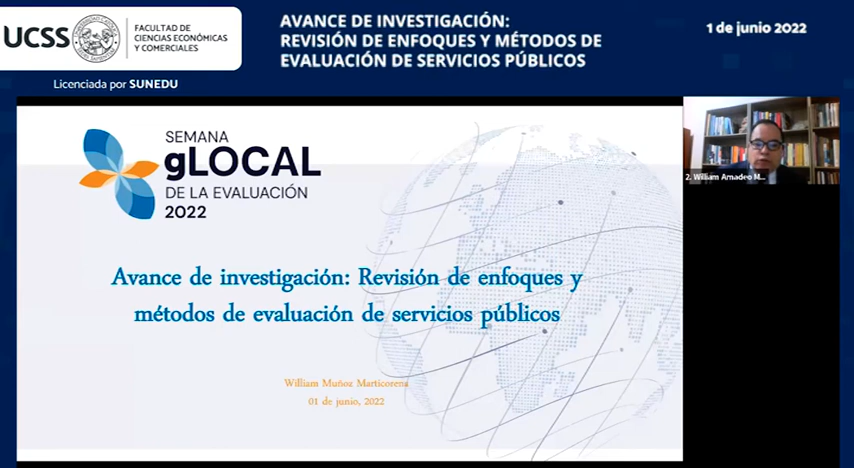 UCSS
FACULTAD DE
CIENCIAS ECONÓMICAS
Y COMERCIALES
Licenciada por SUNEDU
AVANCE DE INVESTIGACIÓN:
REVISIÓN DE ENFOQUES Y MÉTODOS DE
EVALUACIÓN DE SERVICIOS PÚBLICOS
1 de junio 2022
SEMANA
gLOCAL
DE LA EVALUACIÓN
2022
Avance de investigación: Revisión de enfoques y
métodos de evaluación de servicios públicos
William Muñoz Marticorena
01 de junio, 2022
2. William Amadeo M...